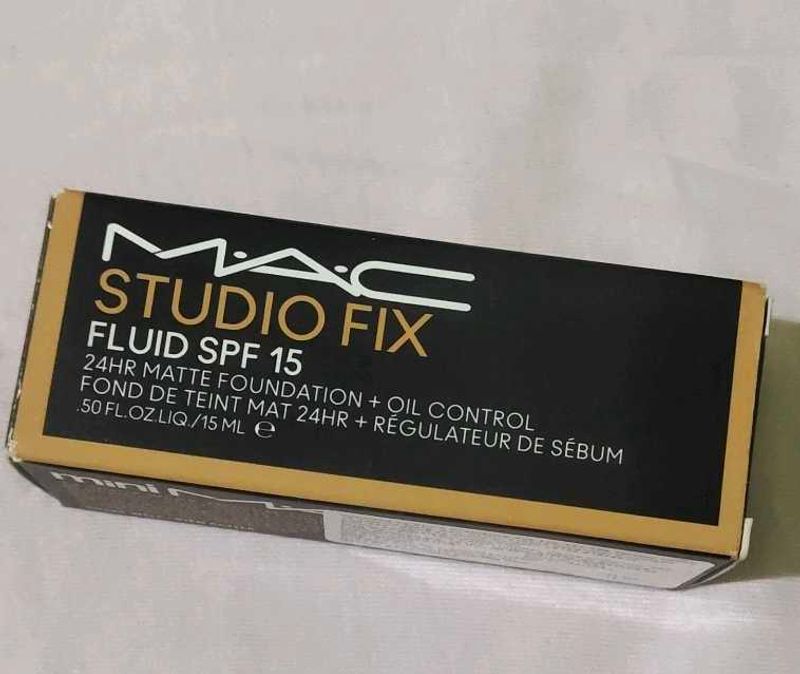 M·A·C
STUDIO FIX
FLUID SPF 15
24HR MATTE FOUNDATION + OIL CONTROL
FOND DE TEINT MAT 24HR + RÉGULATEUR DE SÉBUM
.50 FL.OZ.LIQ./15 ML ℮
mini